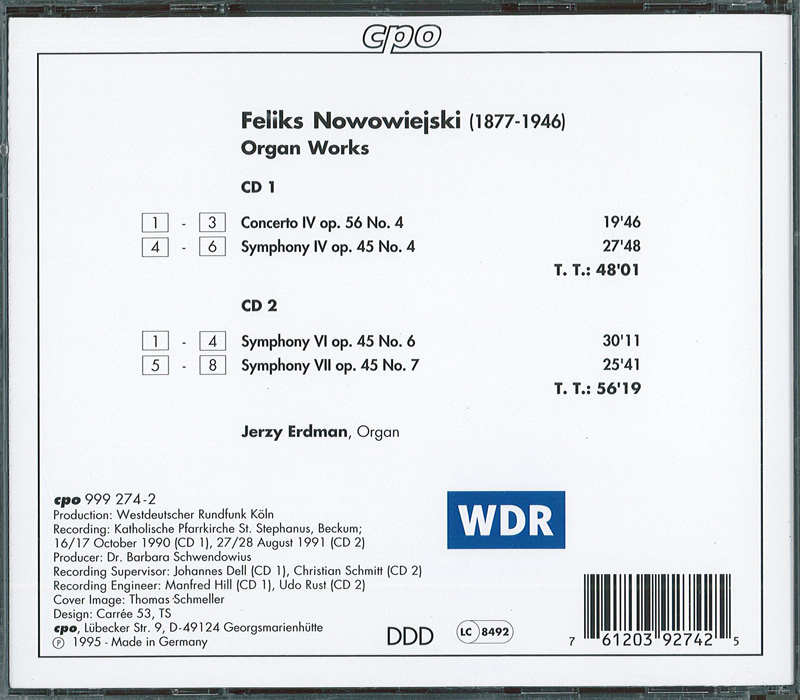 cpo
Feliks Nowowiejski (1877-1946)
Organ Works
CD 1
1 - 3 Concerto IV op. 56 No. 4 19'46
4 - 6 Symphony IV op. 45 No. 4 27'48
T. T.: 48'01
CD 2
1 - 4 Symphony VI op. 45 No. 6 30'11
5 - 8 Symphony VII op. 45 No. 7 25'41
T. T.: 56'19
Jerzy Erdman, Organ
cpo 999 274-2
Production: Westdeutscher Rundfunk Köln
Recording: Katholische Pfarrkirche St. Stephanus, Beckum;
16/17 October 1990 (CD 1), 27/28 August 1991 (CD 2)
Producer: Dr. Barbara Schwendowius
Recording Supervisor: Johannes Dell (CD 1), Christian Schmitt (CD 2)
Recording Engineer: Manfred Hill (CD 1), Udo Rust (CD 2)
Cover Image: Thomas Schmeller
Design: Carrée 53, TS
cpo, Lübecker Str. 9, D-49124 Georgsmarienhütte
℗ 1995 - Made in Germany
WDR
DDD
LC 8492
7 61203 92742 5